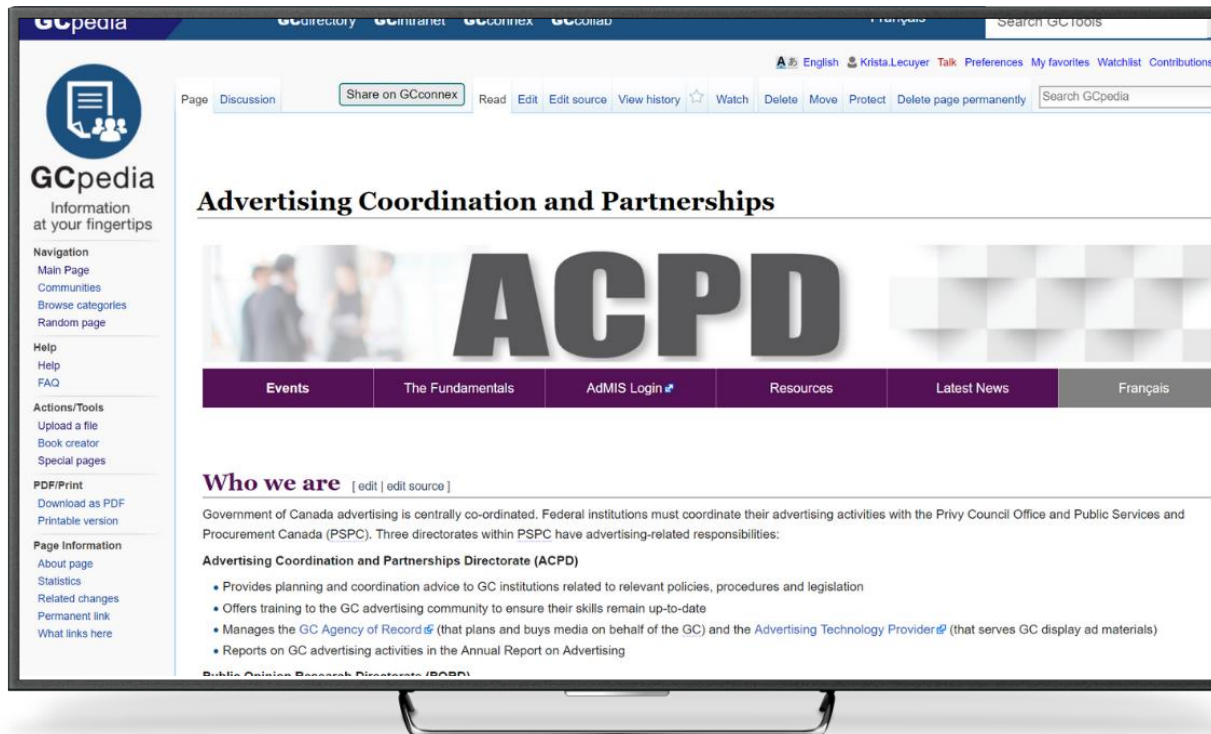 GCpedia GCdirectory GCintranet GCconnex GCcollab Français Search GCTools
English Krista.Lecuyer Talk Preferences My favorites Watchlist Contributions
Page Discussion Share on GCconnex Read Edit Edit source View history Watch Delete Move Protect Delete page permanently Search GCpedia
GCpedia
Information
at your fingertips
Navigation
Main Page
Communities
Browse categories
Random page
Help
Help
FAQ
Actions/Tools
Upload a file
Book creator
Special pages
PDF/Print
Download as PDF
Printable version
Page Information
About page
Statistics
Related changes
Permanent link
What links here
Advertising Coordination and Partnerships
ACPD
Events The Fundamentals AdMIS Login Resources Latest News Français
Who we are [ edit | edit source ]
Government of Canada advertising is centrally co-ordinated. Federal institutions must coordinate their advertising activities with the Privy Council Office and Public Services and
Procurement Canada (PSPC). Three directorates within PSPC have advertising-related responsibilities:
Advertising Coordination and Partnerships Directorate (ACPD)
• Provides planning and coordination advice to GC institutions related to relevant policies, procedures and legislation
• Offers training to the GC advertising community to ensure their skills remain up-to-date
• Manages the GC Agency of Record (that plans and buys media on behalf of the GC) and the Advertising Technology Provider (that serves GC display ad materials)
• Reports on GC advertising activities in the Annual Report on Advertising
Public Opinion Research Directorate (PORD)